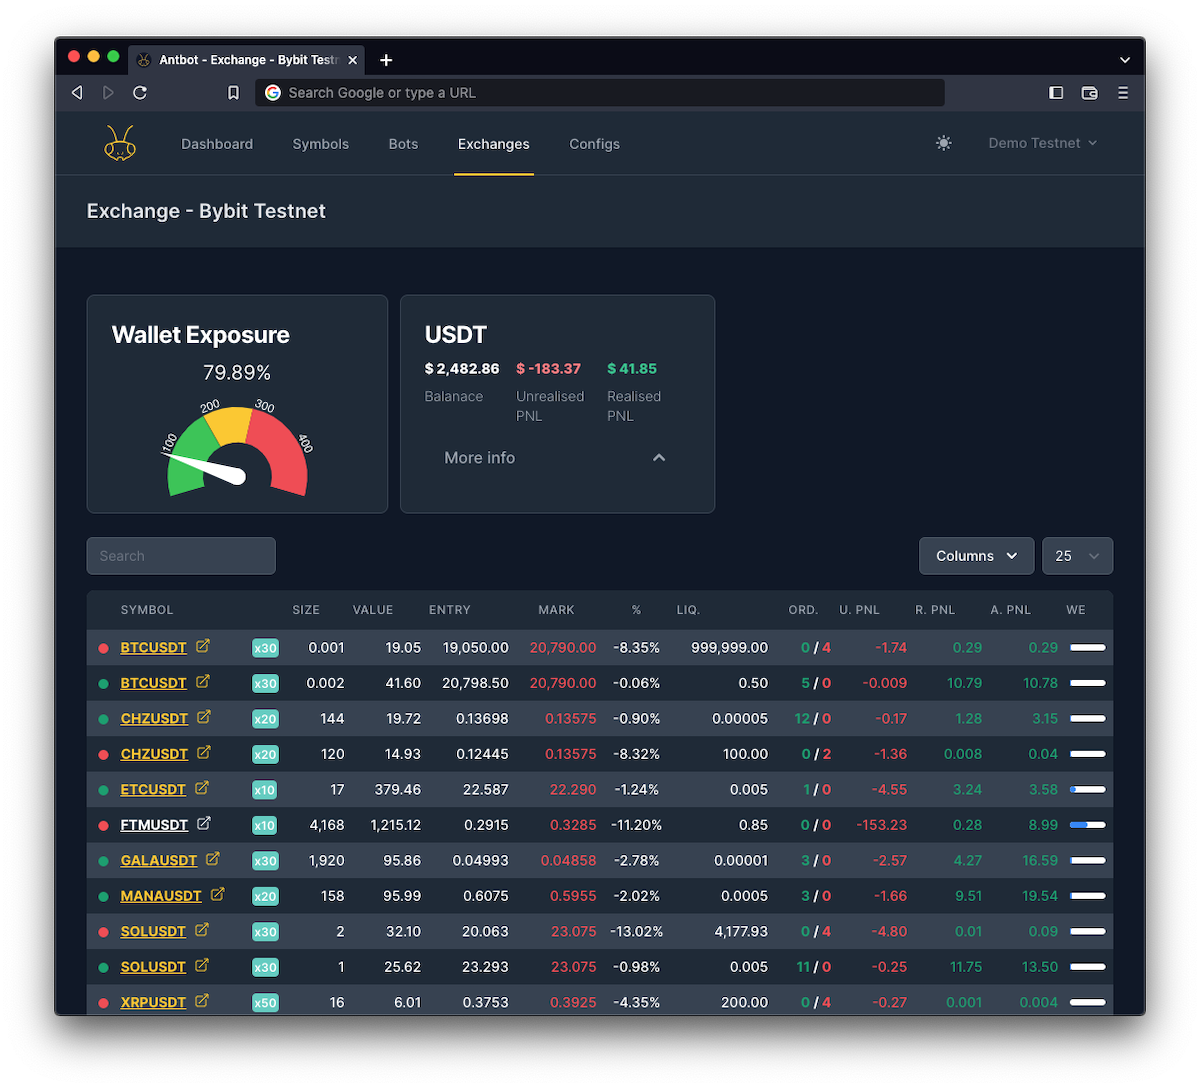 Antbot - Exchange - Bybit Testr
Search Google or type a URL
Dashboard Symbols Bots Exchanges Configs Demo Testnet
Exchange - Bybit Testnet
Wallet Exposure
79.89%
100 200 300 400
USDT
$ 2,482.86 $ -183.37 $ 41.85
Balanace Unrealised PNL Realised PNL
More info
Search Columns 25
SYMBOL SIZE VALUE ENTRY MARK % LIQ. ORD. U. PNL R. PNL A. PNL WE
BTCUSDT x30 0.001 19.05 19,050.00 20,790.00 -8.35% 999,999.00 0 / 4 -1.74 0.29 0.29
BTCUSDT x30 0.002 41.60 20,798.50 20,790.00 -0.06% 0.50 5 / 0 -0.009 10.79 10.78
CHZUSDT x20 144 19.72 0.13698 0.13575 -0.90% 0.00005 12 / 0 -0.17 1.28 3.15
CHZUSDT x20 120 14.93 0.12445 0.13575 -8.32% 100.00 0 / 2 -1.36 0.008 0.04
ETCUSDT x10 17 379.46 22.587 22.290 -1.24% 0.005 1 / 0 -4.55 3.24 3.58
FTMUSDT x10 4,168 1,215.12 0.2915 0.3285 -11.20% 0.85 0 / 0 -153.23 0.28 8.99
GALAUSDT x30 1,920 95.86 0.04993 0.04858 -2.78% 0.00001 3 / 0 -2.57 4.27 16.59
MANAUSDT x20 158 95.99 0.6075 0.5955 -2.02% 0.0005 3 / 0 -1.66 9.51 19.54
SOLUSDT x30 2 32.10 20.063 23.075 -13.02% 4,177.93 0 / 4 -4.80 0.01 0.09
SOLUSDT x30 1 25.62 23.293 23.075 -0.98% 0.005 11 / 0 -0.25 11.75 13.50
XRPUSDT x50 16 6.01 0.3753 0.3925 -4.35% 200.00 0 / 4 -0.27 0.001 0.004